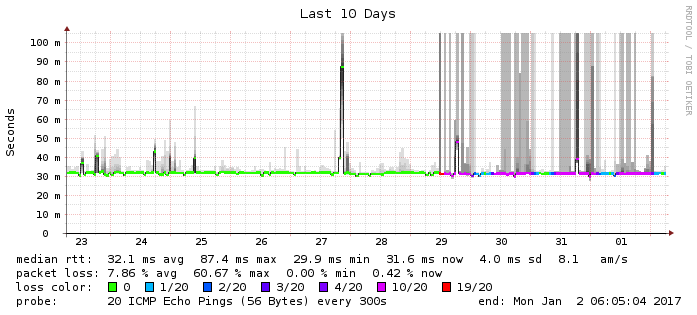 Last 10 Days
RRDTOOL / TOBI OETIKER
Seconds
100 m
90 m
80 m
70 m
60 m
50 m
40 m
30 m
20 m
10 m
0
23 24 25 26 27 28 29 30 31 01
median rtt: 32.1 ms avg 87.4 ms max 29.9 ms min 31.6 ms now 4.0 ms sd 8.1 am/s
packet loss: 7.86 % avg 60.67 % max 0.00 % min 0.42 % now
loss color: 0 1/20 2/20 3/20 4/20 10/20 19/20
probe: 20 ICMP Echo Pings (56 Bytes) every 300s end: Mon Jan 2 06:05:04 2017